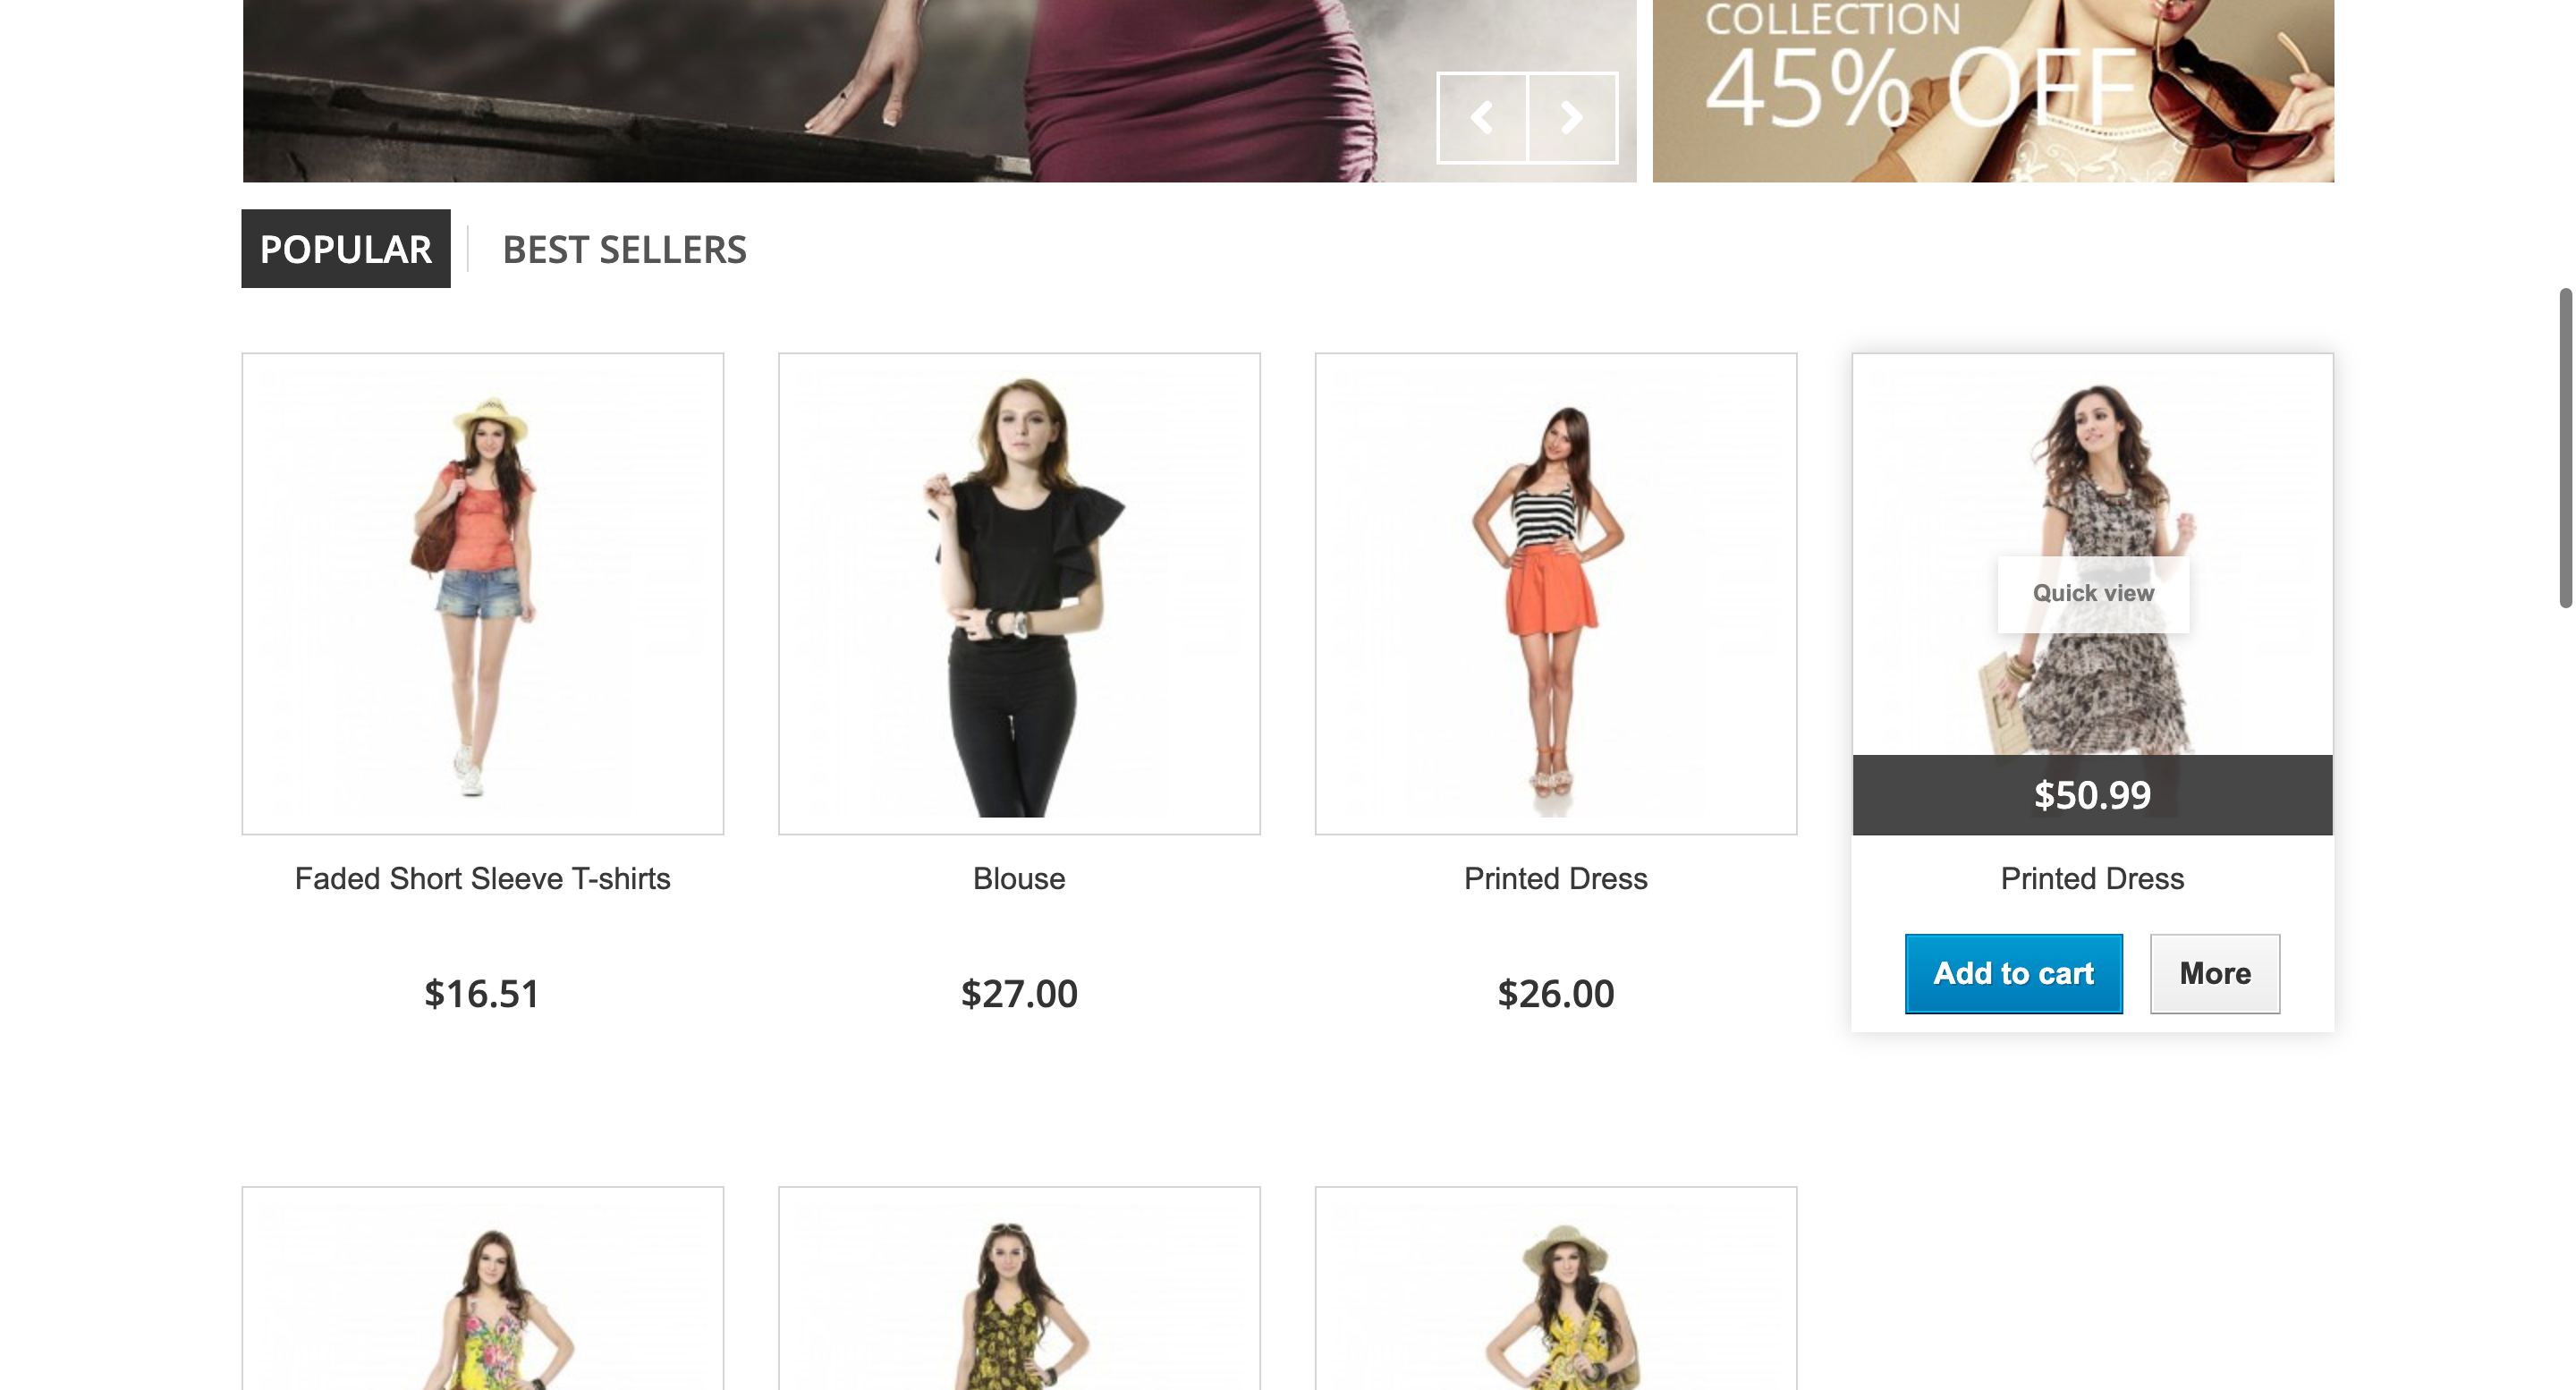 COLLECTION
45% OFF
POPULAR
BEST SELLERS
Quick view
$50.99
Faded Short Sleeve T-shirts
Blouse
Printed Dress
Printed Dress
$16.51
$27.00
$26.00
Add to cart
More